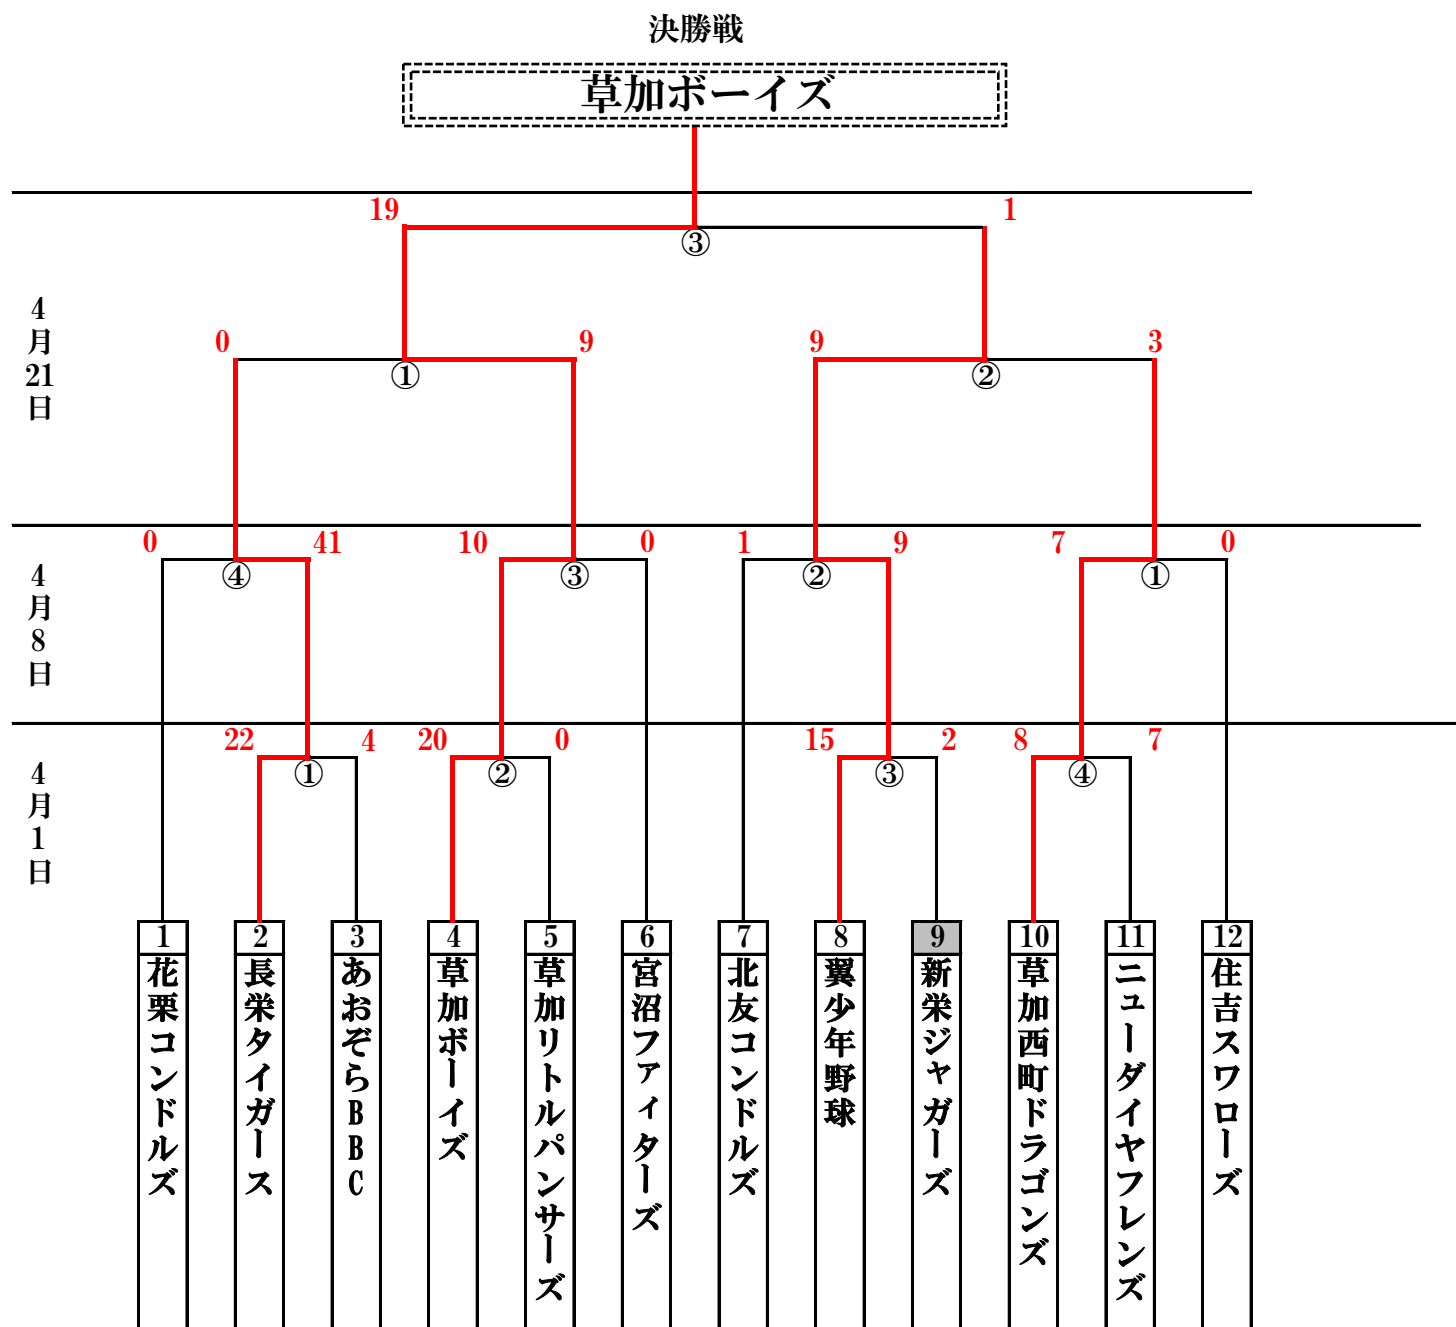 決勝戦
草加ボーイズ
19
1
③
4月21日
0
9
9
3
①
②
0
41
10
0
1
9
7
0
④
③
②
①
4月8日
22
4
20
0
15
2
8
7
①
②
③
④
4月1日
1
花栗コンドルズ
2
長栄タイガース
3
あおぞらBBC
4
草加ボーイズ
5
草加リトルパンサーズ
6
宮沼ファイターズ
7
北友コンドルズ
8
翼少年野球
9
新栄ジャガーズ
10
草加西町ドラゴンズ
11
ニューダイヤフレンズ
12
住吉スワローズ